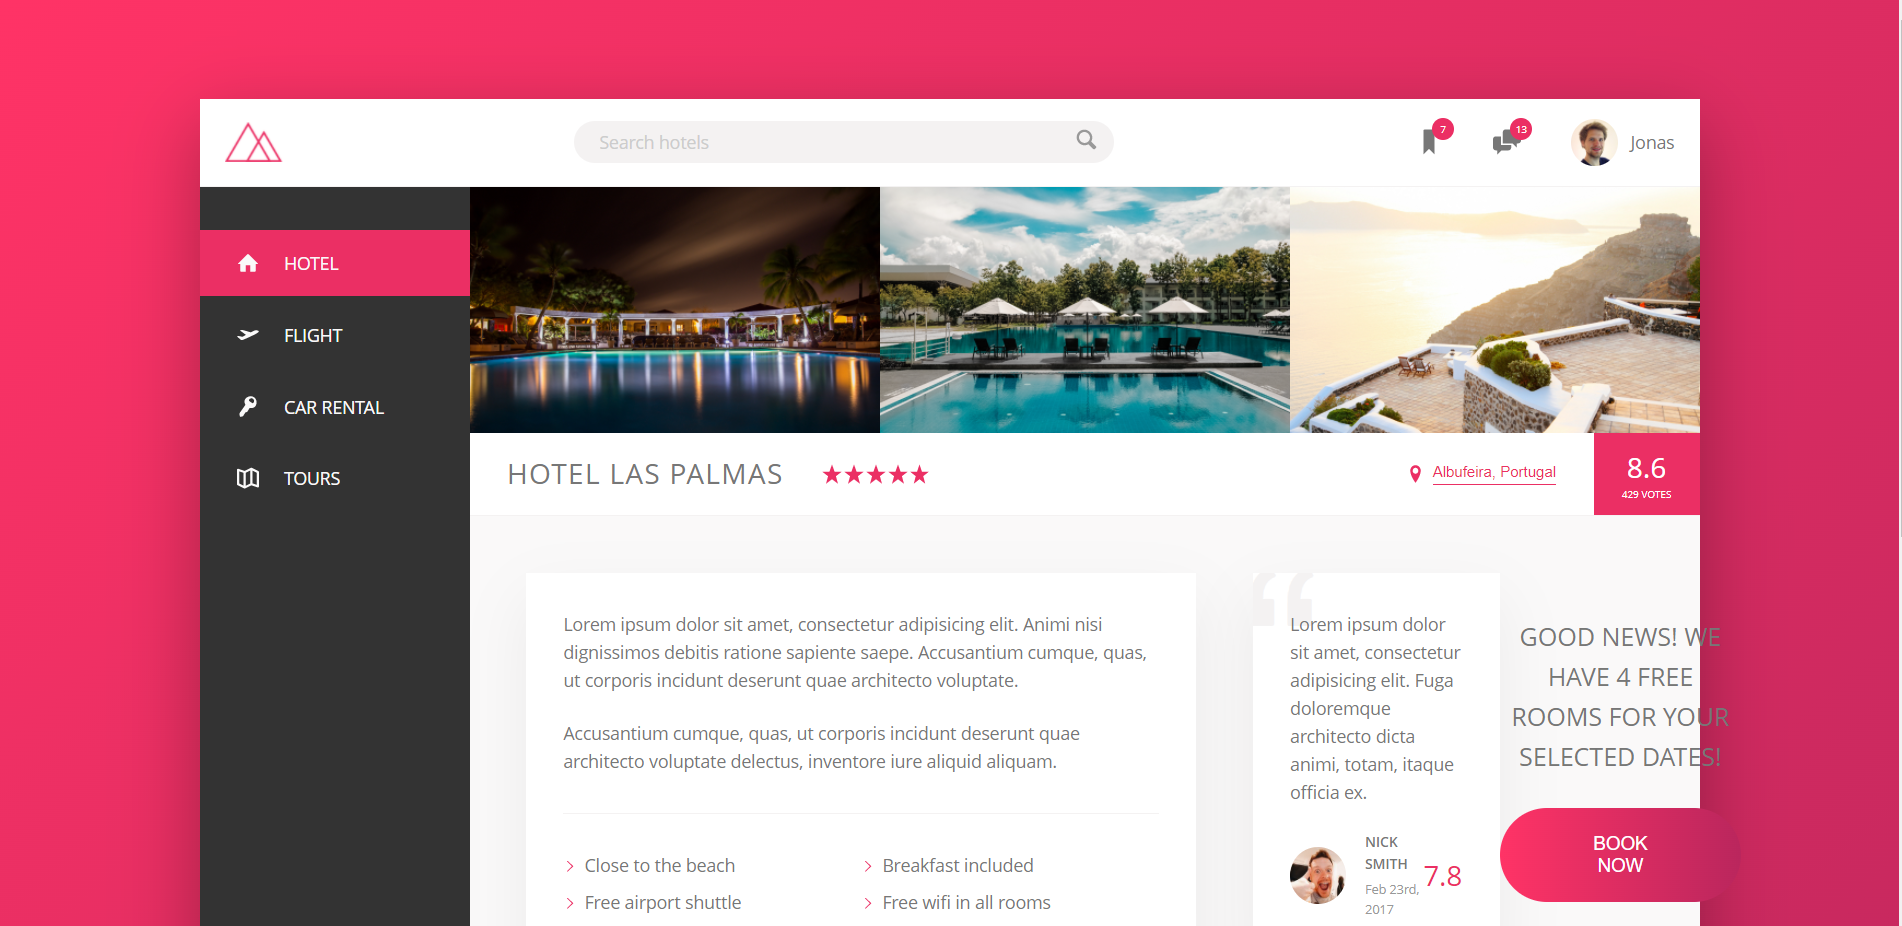 Search hotels
7
13
Jonas
HOTEL
FLIGHT
CAR RENTAL
TOURS
HOTEL LAS PALMAS
Albufeira, Portugal
8.6
429 VOTES
Lorem ipsum dolor sit amet, consectetur adipisicing elit. Animi nisi
dignissimos debitis ratione sapiente saepe. Accusantium cumque, quas,
ut corporis incidunt deserunt quae architecto voluptate.
Accusantium cumque, quas, ut corporis incidunt deserunt quae
architecto voluptate delectus, inventore iure aliquid aliquam.
Close to the beach
Breakfast included
Free airport shuttle
Free wifi in all rooms
“
Lorem ipsum dolor
sit amet, consectetur
adipisicing elit. Fuga
doloremque
architecto dicta
animi, totam, itaque
officia ex.
NICK
SMITH
Feb 23rd,
2017
7.8
GOOD NEWS! WE
HAVE 4 FREE
ROOMS FOR YOUR
SELECTED DATES!
BOOK
NOW